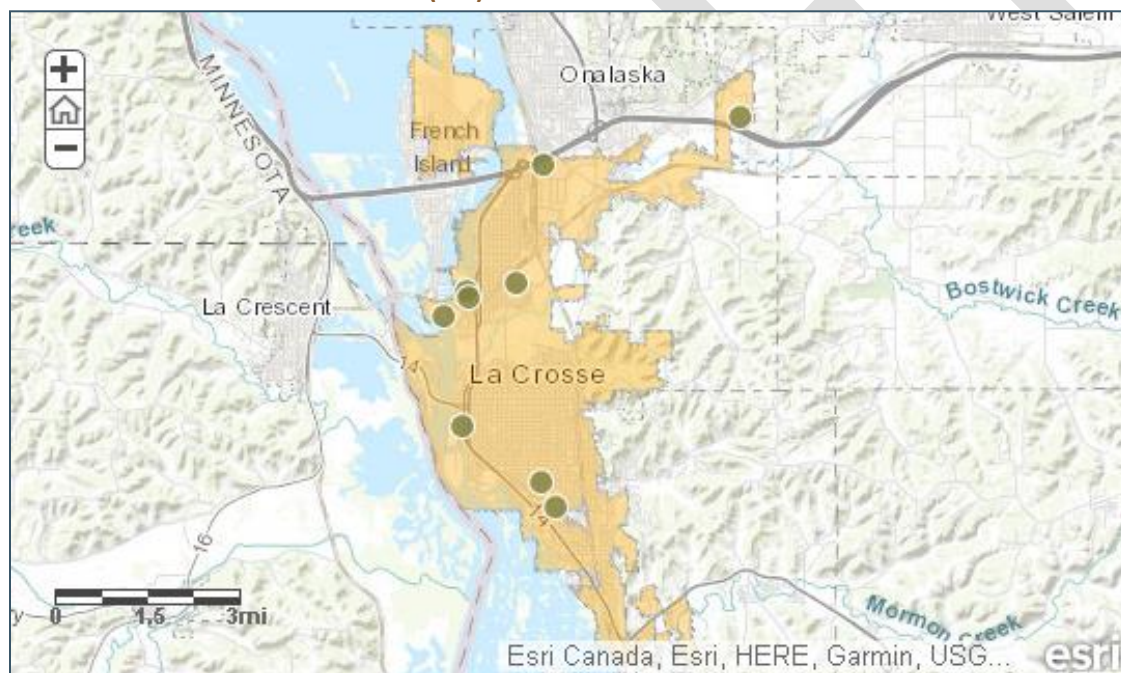 West Salem
Onalaska
MINNESOTA
French
Island
reek
La Crescent
Bostwick Creek
14
La Crosse
14
16
Mormon Creek
0 1.5 3mi
Esri Canada, Esri, HERE, Garmin, USG...
esri